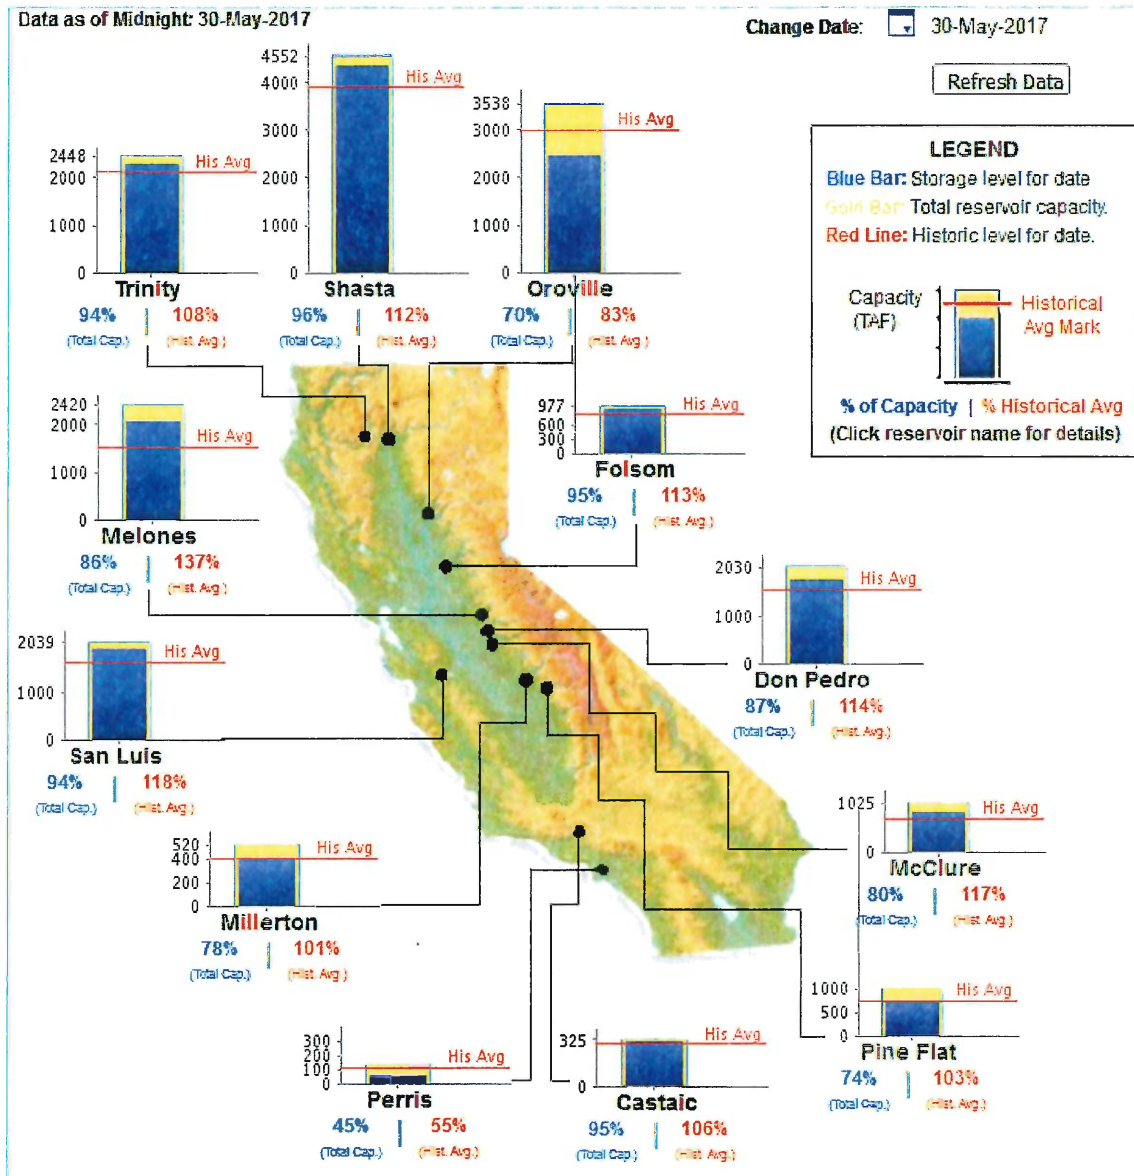 Data as of Midnight: 30-May-2017
Change Date: 30-May-2017
Refresh Data
4552
4000
3000
2000
1000
0
His Avg
Shasta
96% | 112%
(Total Cap.) (Hist. Avg.)
3538
3000
2000
1000
0
His Avg
Oroville
70% | 83%
(Total Cap.) (Hist. Avg.)
2448
2000
1000
0
His Avg
Trinity
94% | 108%
(Total Cap.) (Hist. Avg.)
LEGEND
Blue Bar: Storage level for date
Gold Bar: Total reservoir capacity.
Red Line: Historic level for date.
Capacity
(TAF)
Historical
Avg Mark
% of Capacity | % Historical Avg
(Click reservoir name for details)
2420
2000
1000
0
His Avg
Melones
86% | 137%
(Total Cap.) (Hist. Avg.)
977
600
300
0
His Avg
Folsom
95% | 113%
(Total Cap.) (Hist. Avg.)
2030
1000
0
His Avg
Don Pedro
87% | 114%
(Total Cap.) (Hist. Avg.)
2039
1000
0
His Avg
San Luis
94% | 118%
(Total Cap.) (Hist. Avg.)
1025
0
His Avg
McClure
80% | 117%
(Total Cap.) (Hist. Avg.)
520
400
200
0
His Avg
Millerton
78% | 101%
(Total Cap.) (Hist. Avg.)
1000
500
0
His Avg
Pine Flat
74% | 103%
(Total Cap.) (Hist. Avg.)
300
200
100
0
His Avg
Perris
45% | 55%
(Total Cap.) (Hist. Avg.)
325
0
His Avg
Castaic
95% | 106%
(Total Cap.) (Hist. Avg.)